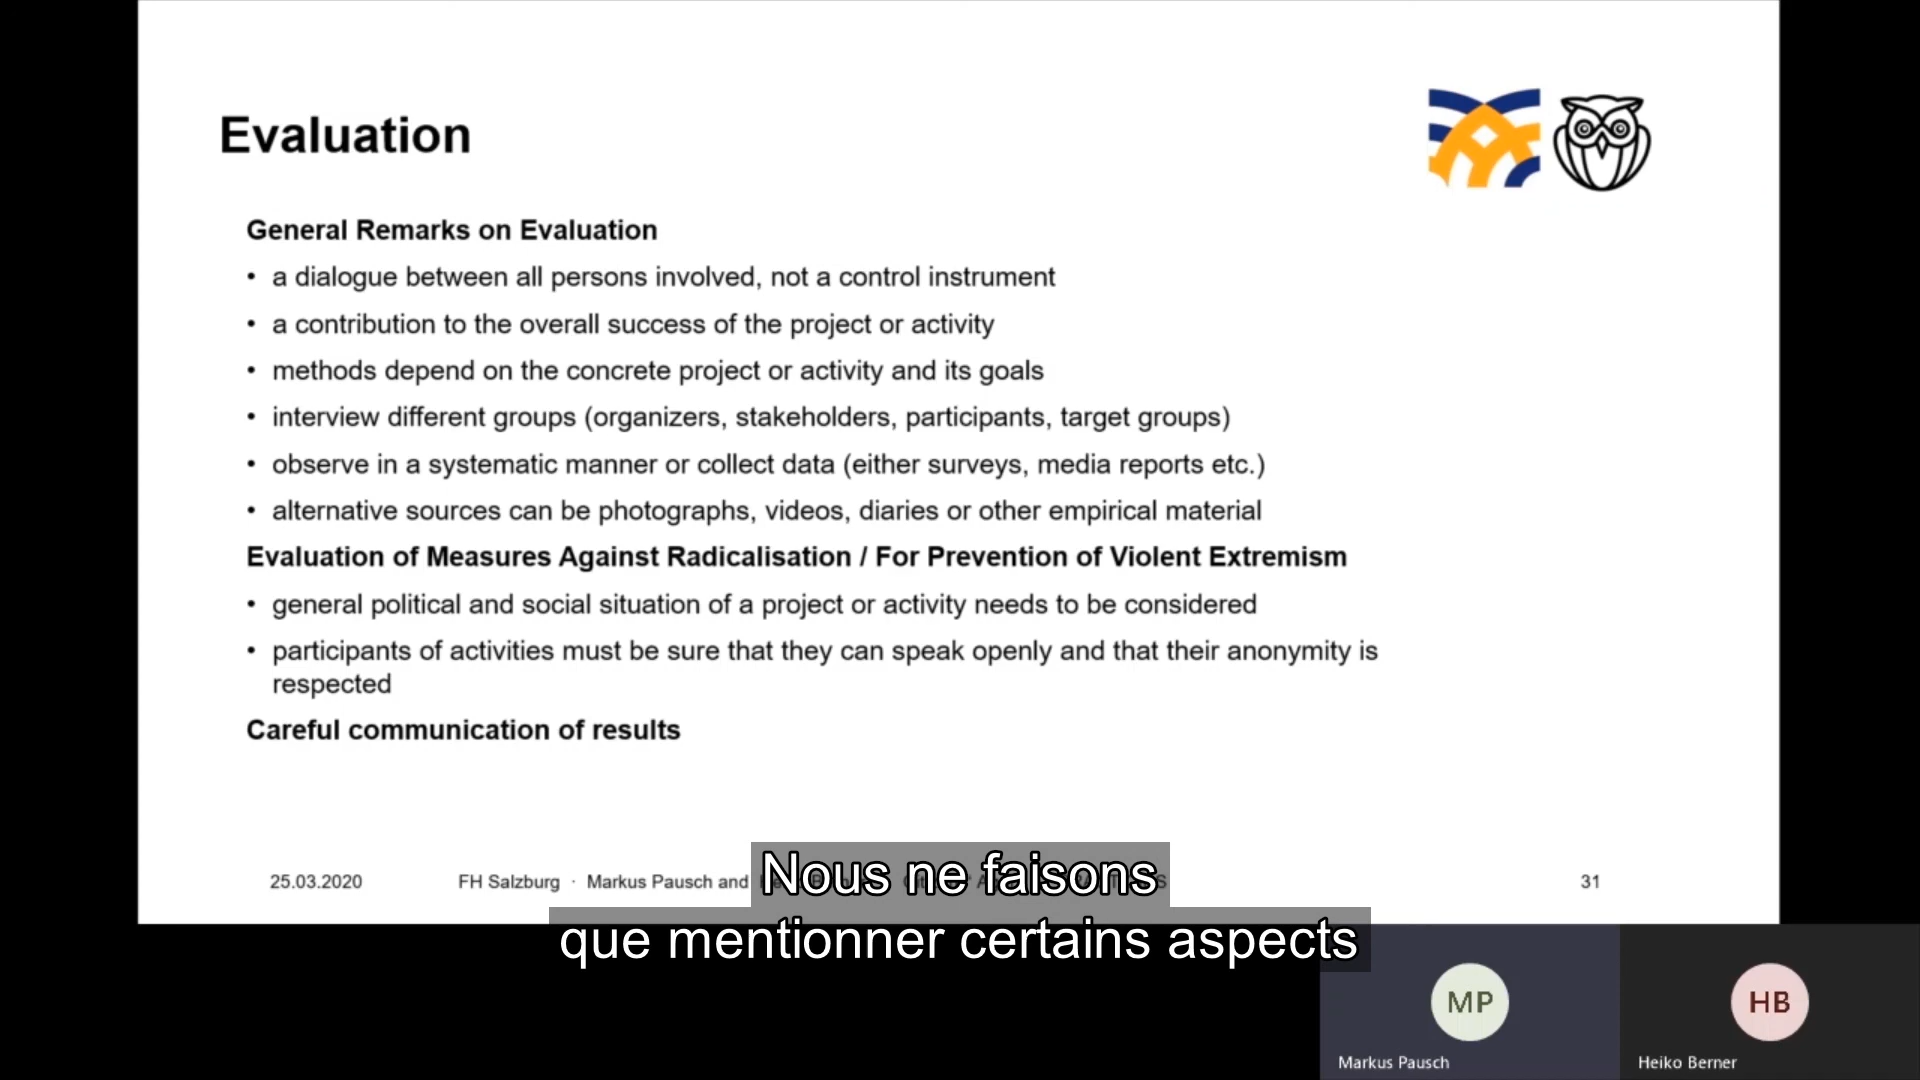 Evaluation
General Remarks on Evaluation
• a dialogue between all persons involved, not a control instrument
• a contribution to the overall success of the project or activity
• methods depend on the concrete project or activity and its goals
• interview different groups (organizers, stakeholders, participants, target groups)
• observe in a systematic manner or collect data (either surveys, media reports etc.)
• alternative sources can be photographs, videos, diaries or other empirical material
Evaluation of Measures Against Radicalisation / For Prevention of Violent Extremism
• general political and social situation of a project or activity needs to be considered
• participants of activities must be sure that they can speak openly and that their anonymity is
respected
Careful communication of results
25.03.2020 FH Salzburg · Markus Pausch and 31
Nous ne faisons
que mentionner certains aspects
MP HB
Markus Pausch Heiko Berner